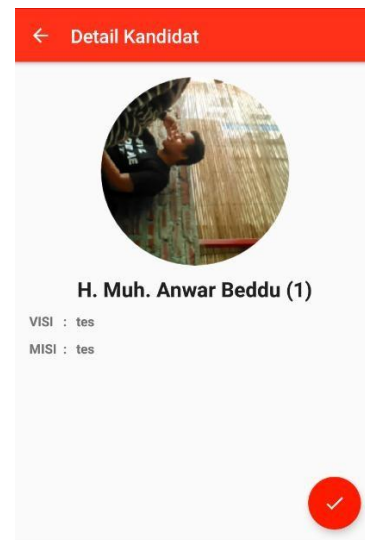 Detail Kandidat
H. Muh. Anwar Beddu (1)
VISI : tes
MISI : tes